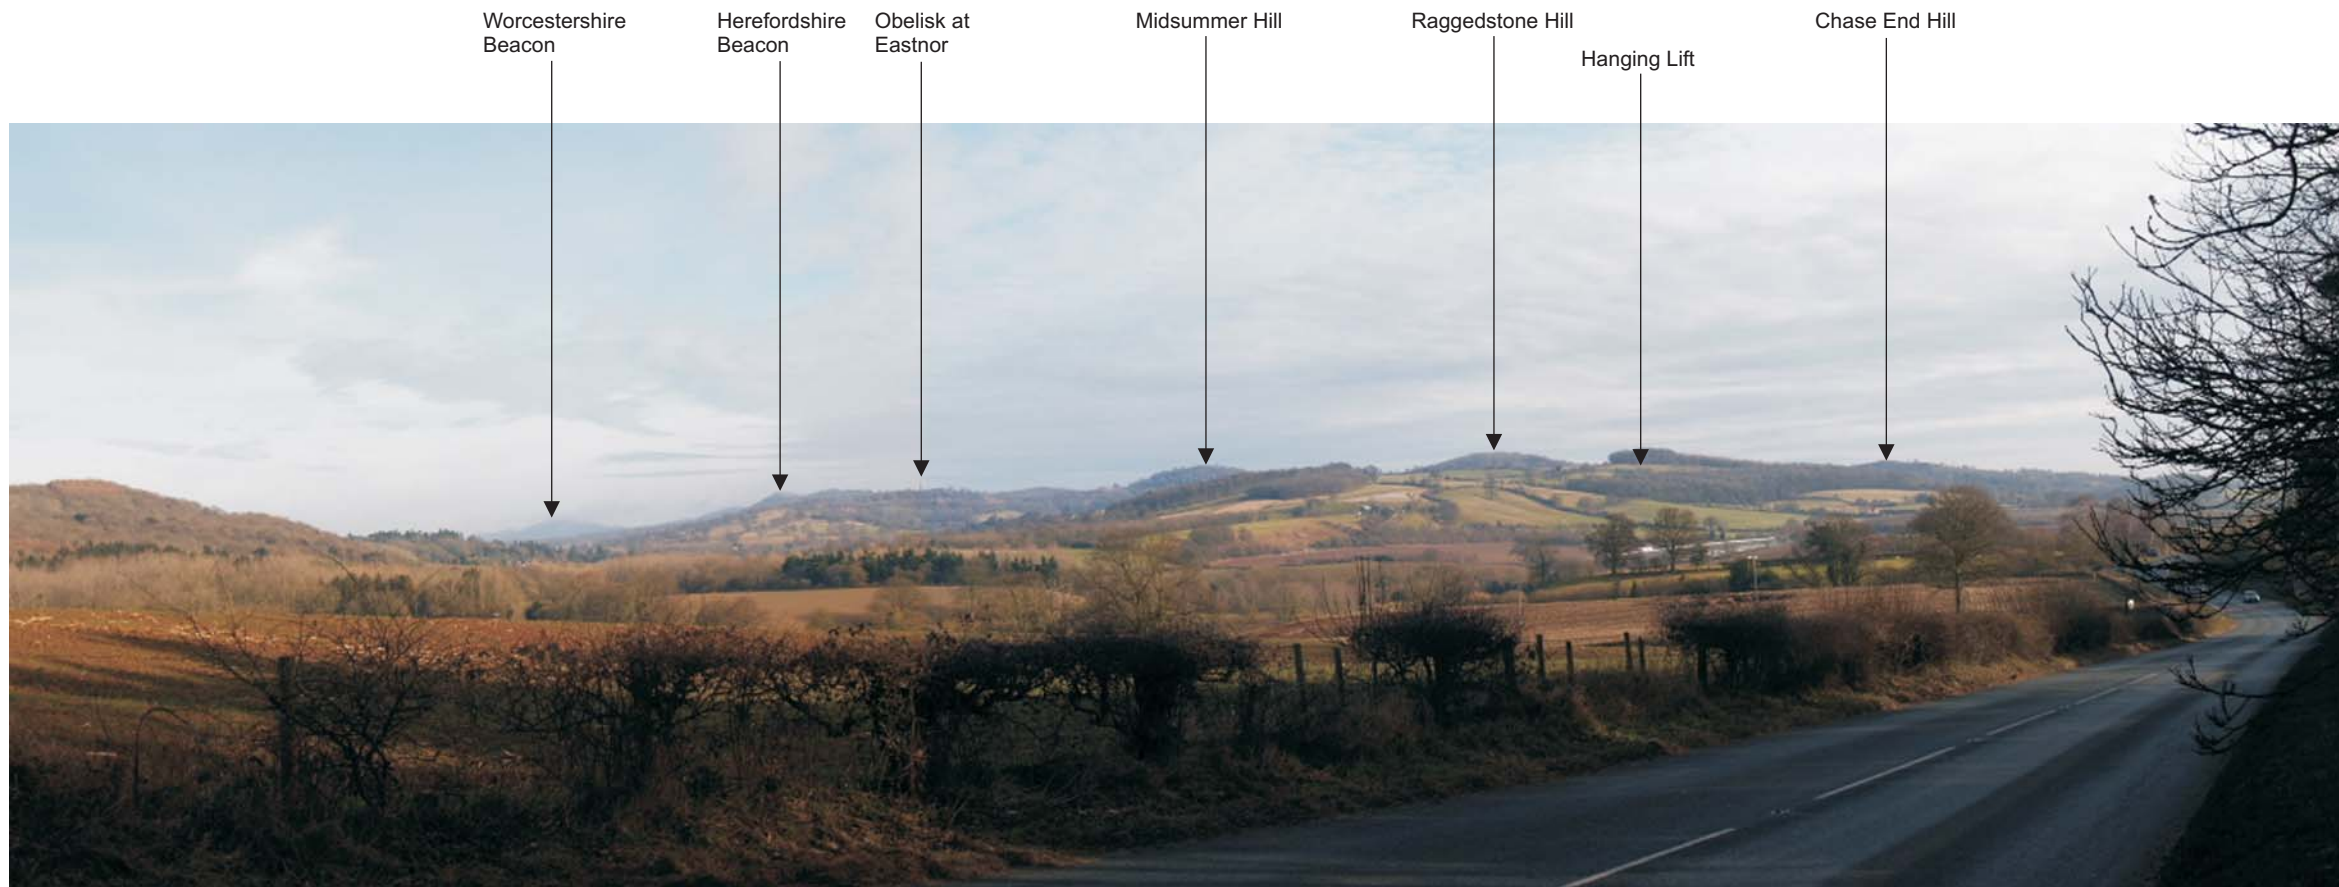 Worcestershire
Beacon
Herefordshire
Beacon
Obelisk at
Eastnor
Midsummer Hill
Raggedstone Hill
Hanging Lift
Chase End Hill